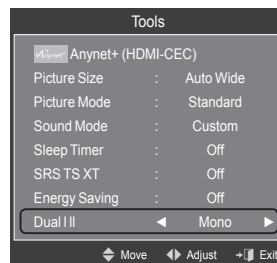 Tools
Anynet+ Anynet+ (HDMI-CEC)
Picture Size : Auto Wide
Picture Mode : Standard
Sound Mode : Custom
Sleep Timer : Off
SRS TS XT : Off
Energy Saving : Off
Dual I II ◄ Mono ►
Move Adjust Exit